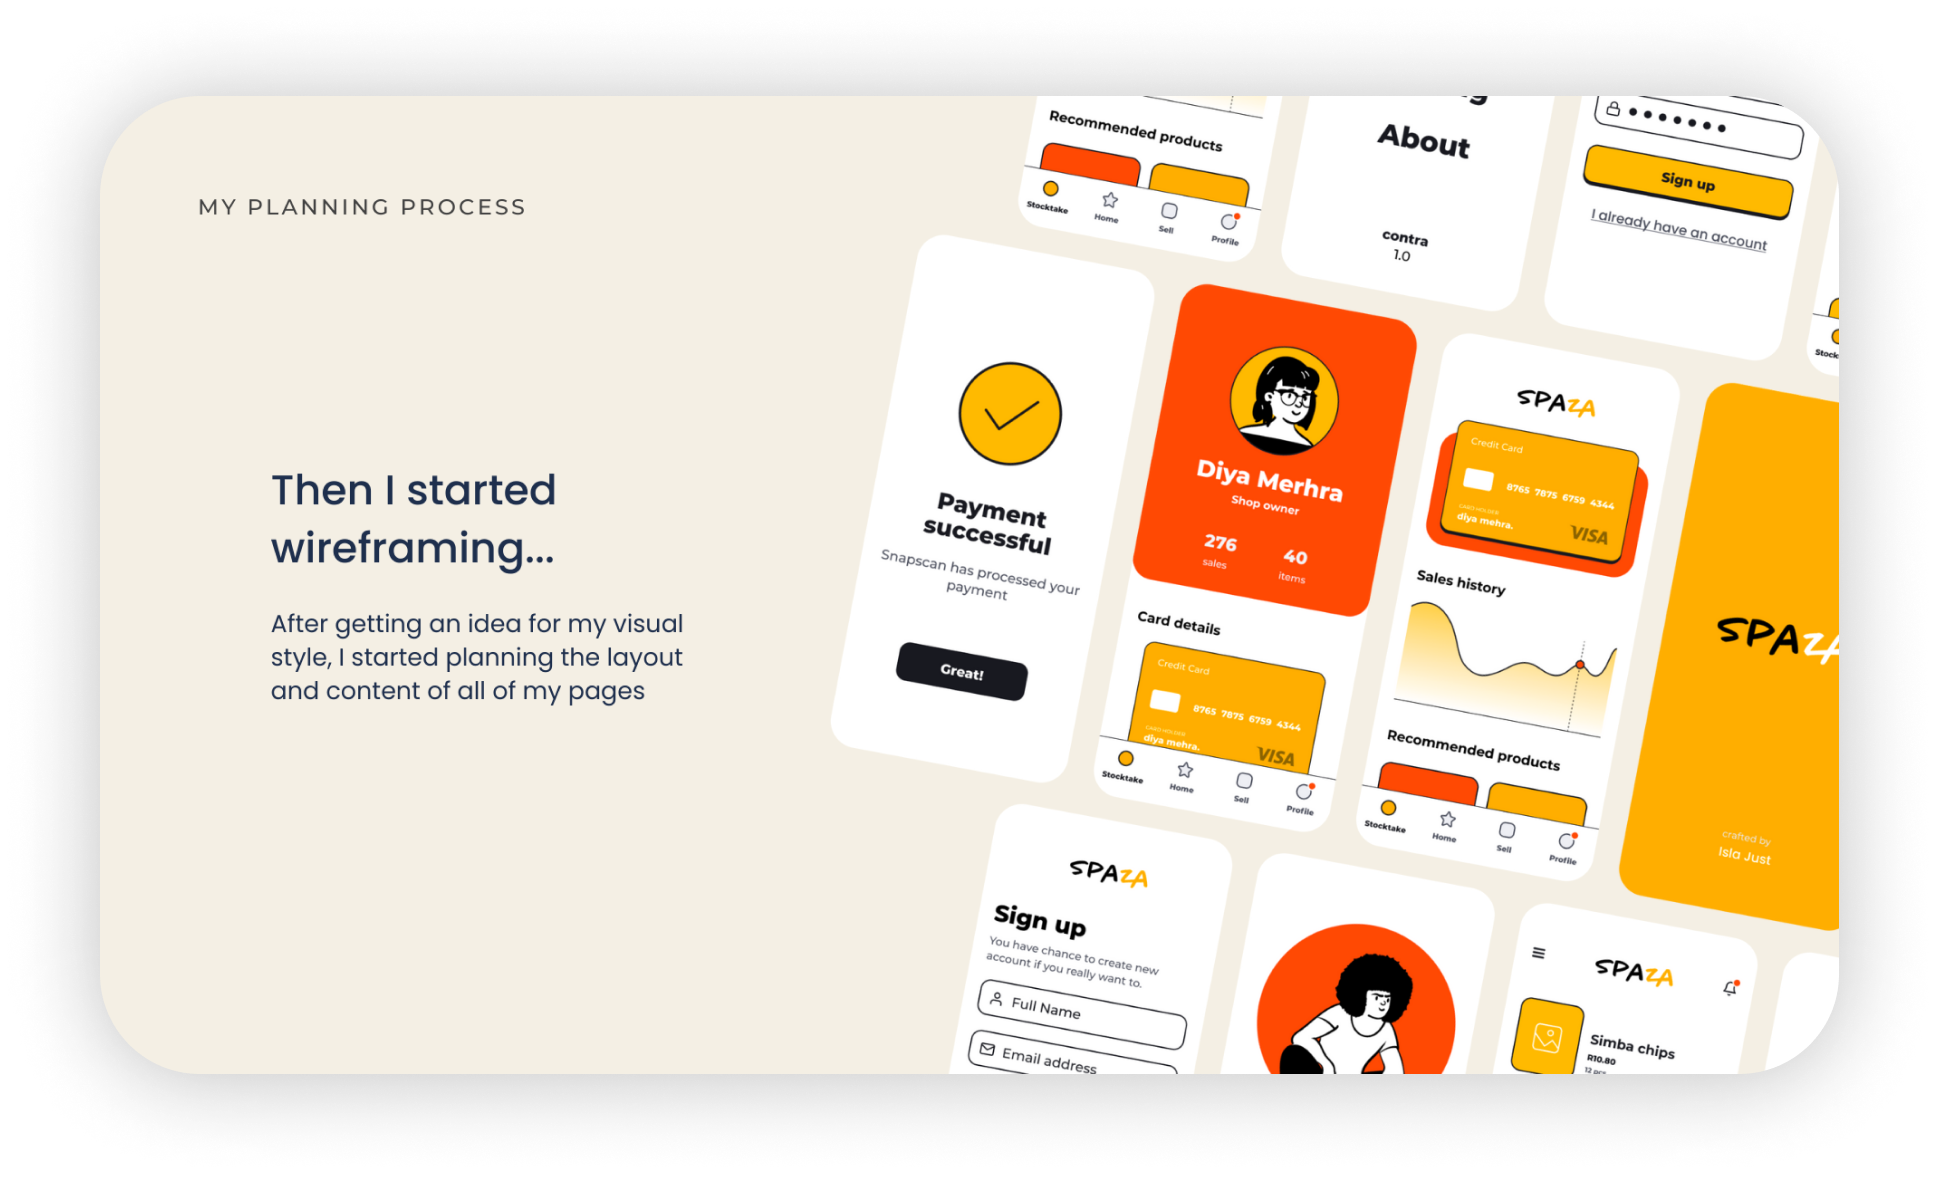 MY PLANNING PROCESS
Then I started
wireframing...
After getting an idea for my visual
style, I started planning the layout
and content of all of my pages
Recommended products
Stocktake
Home
Sell
Profile
About
contra
1.0
Sign up
I already have an account
Payment
successful
Snapscan has processed your
payment
Great!
Diya Merhra
Shop owner
276
sales
40
items
Card details
Credit Card
8765 7875 6759 4344
CARD HOLDER
diya mehra.
VISA
Stocktake
Home
Sell
Profile
SPAZA
Credit Card
8765 7875 6759 4344
CARD HOLDER
diya mehra.
VISA
Sales history
Recommended products
Stocktake
Home
Sell
Profile
SPAZA
crafted by
Isla Just
SPAZA
Sign up
You have chance to create new
account if you really want to.
Full Name
Email address
SPAZA
Simba chips
R10.80